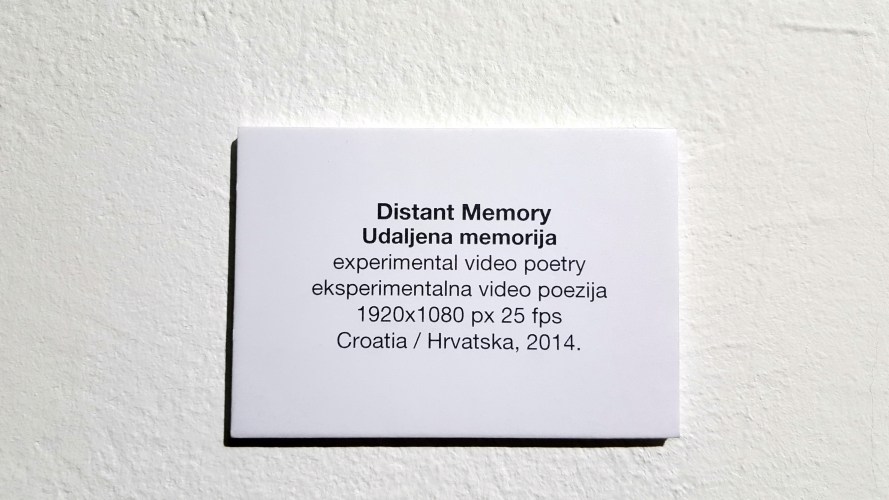 Distant Memory
Udaljena memorija
experimental video poetry
eksperimentalna video poezija
1920x1080 px 25 fps
Croatia / Hrvatska, 2014.